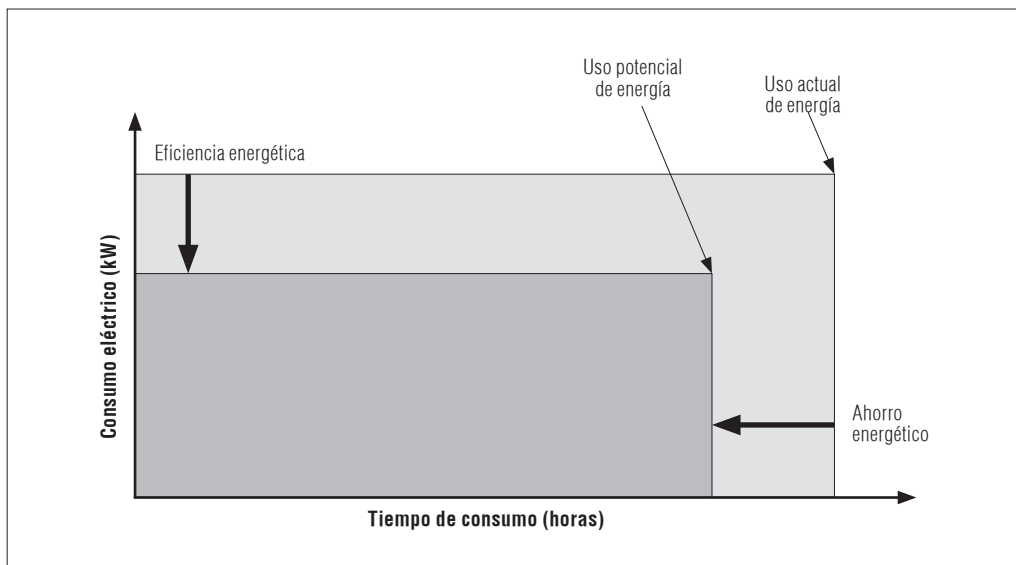 Uso potencial
de energía
Uso actual
de energía
Eficiencia energética
Consumo eléctrico (kW)
Ahorro
energético
Tiempo de consumo (horas)